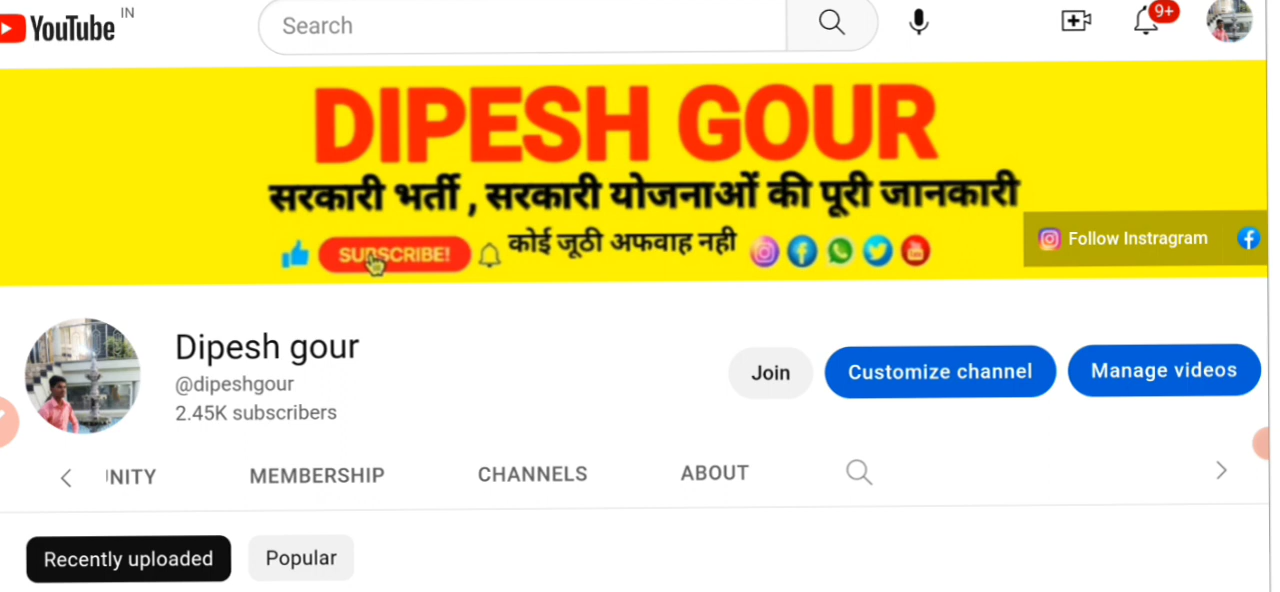 YouTube IN
Search
9+
DIPESH GOUR
सरकारी भर्ती , सरकारी योजनाओं की पूरी जानकारी
SUBSCRIBE! कोई जूठी अफवाह नही
Follow Instragram
Dipesh gour
@dipeshgour
2.45K subscribers
Join Customize channel Manage videos
NITY MEMBERSHIP CHANNELS ABOUT
Recently uploaded Popular